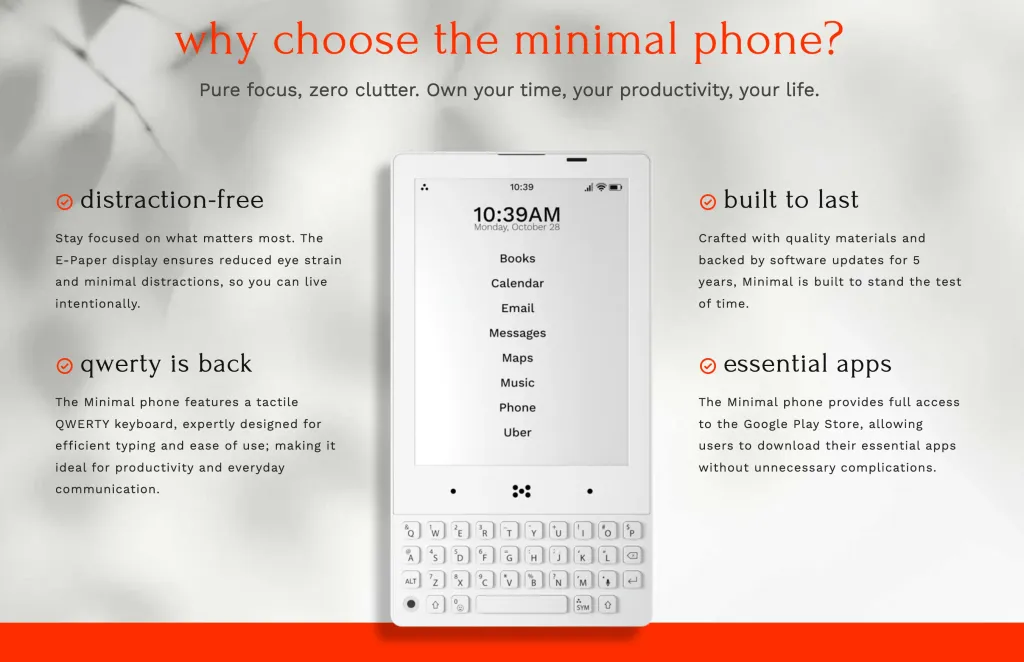 why choose the minimal phone?
Pure focus, zero clutter. Own your time, your productivity, your life.
distraction-free
Stay focused on what matters most. The
E-Paper display ensures reduced eye strain
and minimal distractions, so you can live
intentionally.
qwerty is back
The Minimal phone features a tactile
QWERTY keyboard, expertly designed for
efficient typing and ease of use; making it
ideal for productivity and everyday
communication.
10:39
10:39AM
Monday, October 28
Books
Calendar
Email
Messages
Maps
Music
Phone
Uber
Q W E R T Y U I O P
A S D F G H J K L
ALT Z X C V B N M
SYM
built to last
Crafted with quality materials and
backed by software updates for 5
years, Minimal is built to stand the test
of time.
essential apps
The Minimal phone provides full access
to the Google Play Store, allowing
users to download their essential apps
without unnecessary complications.